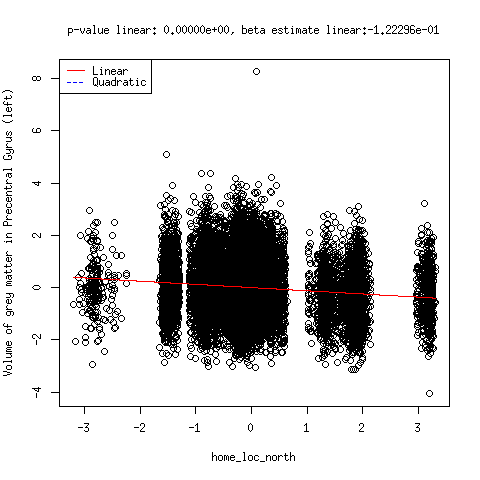 p-value linear: 0.00000e+00, beta estimate linear:-1.22296e-01
Linear
Quadratic
Volume of grey matter in Precentral Gyrus (left)
8
6
4
2
0
-2
-4
-3 -2 -1 0 1 2 3
home_loc_north